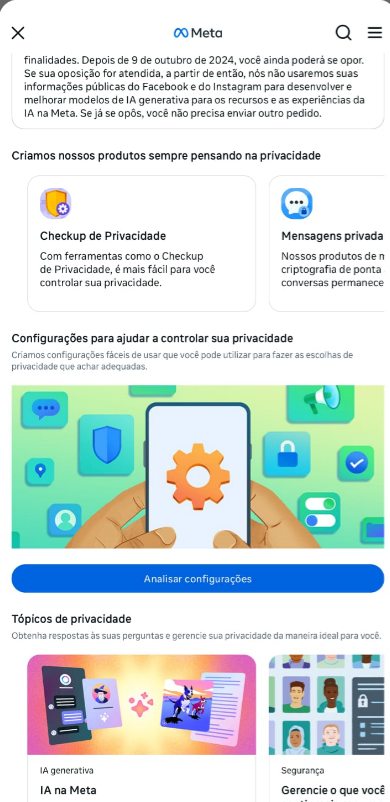 Meta
finalidades. Depois de 9 de outubro de 2024, você ainda poderá se opor.
Se sua oposição for atendida, a partir de então, nós não usaremos suas
informações públicas do Facebook e do Instagram para desenvolver e
melhorar modelos de IA generativa para os recursos e as experiências da
IA na Meta. Se já se opôs, você não precisa enviar outro pedido.
Criamos nossos produtos sempre pensando na privacidade
Checkup de Privacidade
Com ferramentas como o Checkup
de Privacidade, é mais fácil para você
controlar sua privacidade.
Mensagens privada
Nossos produtos de m
criptografia de ponta
conversas permanece
Configurações para ajudar a controlar sua privacidade
Criamos configurações fáceis de usar que você pode utilizar para fazer as escolhas de
privacidade que achar adequadas.
Analisar configurações
Tópicos de privacidade
Obtenha respostas às suas perguntas e gerencie sua privacidade da maneira ideal para você.
IA generativa
IA na Meta
Segurança
Gerencie o que você